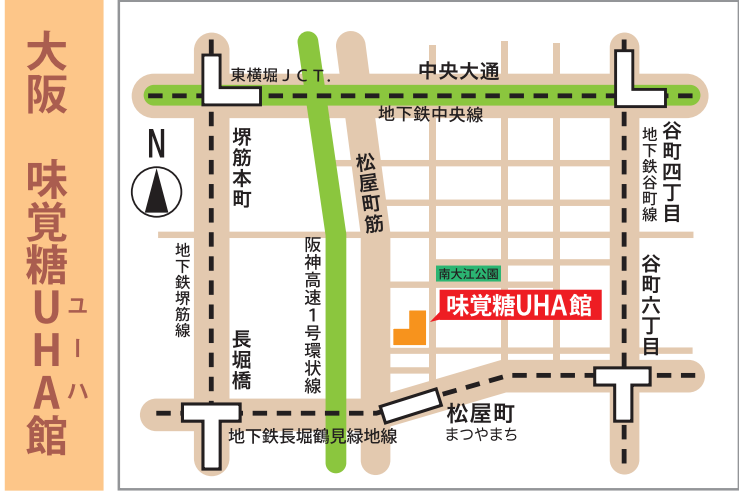 大阪 味覚糖UHA館
ユーハ
東横堀ＪＣＴ.
中央大通
地下鉄中央線
N
堺筋本町
松屋町筋
谷町四丁目
地下鉄谷町線
地下鉄堺筋線
阪神高速1号環状線
南大江公園
味覚糖UHA館
谷町六丁目
長堀橋
松屋町
まつやまち
地下鉄長堀鶴見緑地線